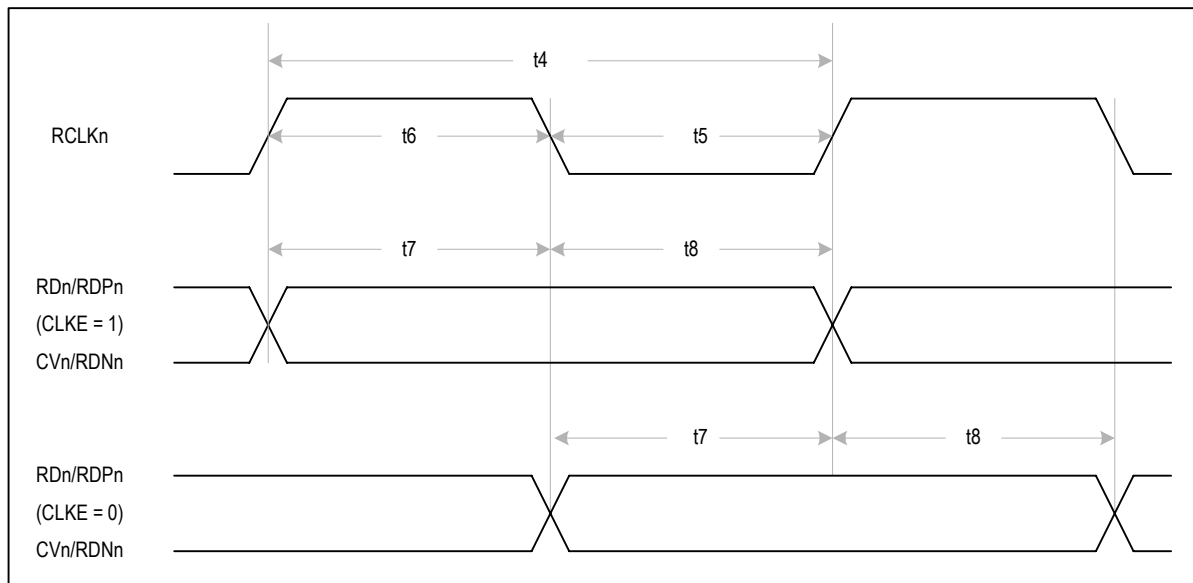 t4
RCLKn
t6
t5
t7
t8
RDn/RDPn
(CLKE = 1)
CVn/RDNn
t7
t8
RDn/RDPn
(CLKE = 0)
CVn/RDNn